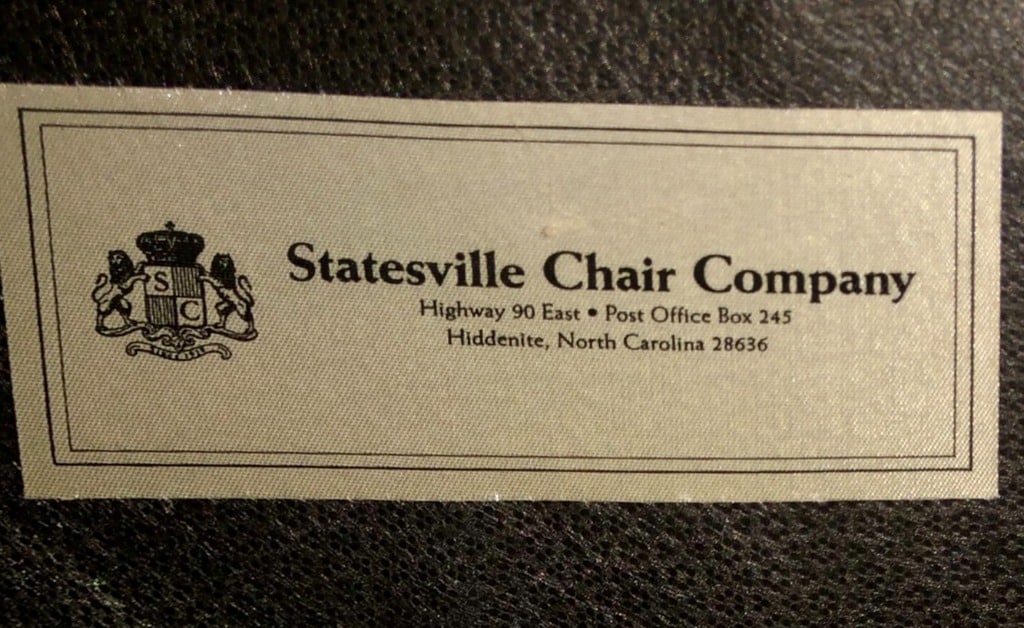 S
C
Statesville Chair Company
Highway 90 East • Post Office Box 245
Hiddenite, North Carolina 28636